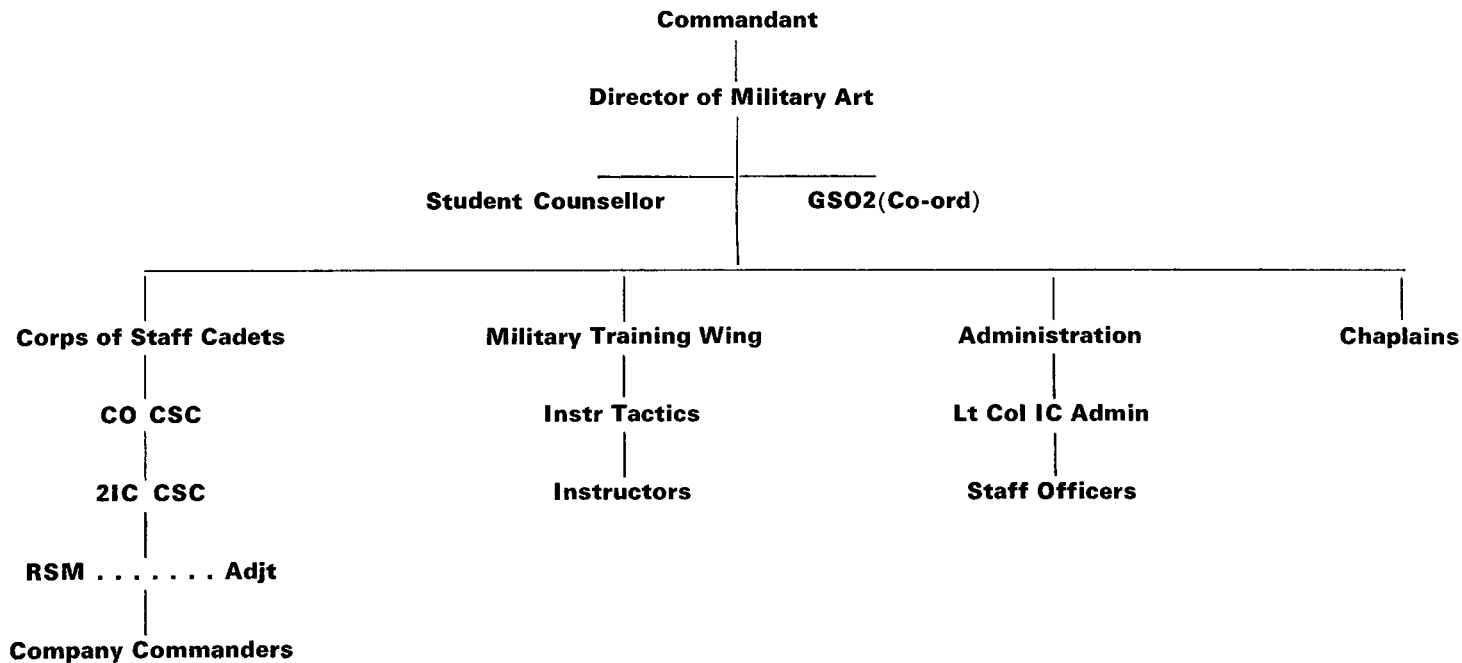 Commandant
Director of Military Art
Student Counsellor GSO2(Co-ord)
Corps of Staff Cadets Military Training Wing Administration Chaplains
CO CSC Instr Tactics Lt Col IC Admin
2IC CSC Instructors Staff Officers
RSM . . . . . . . Adjt
Company Commanders